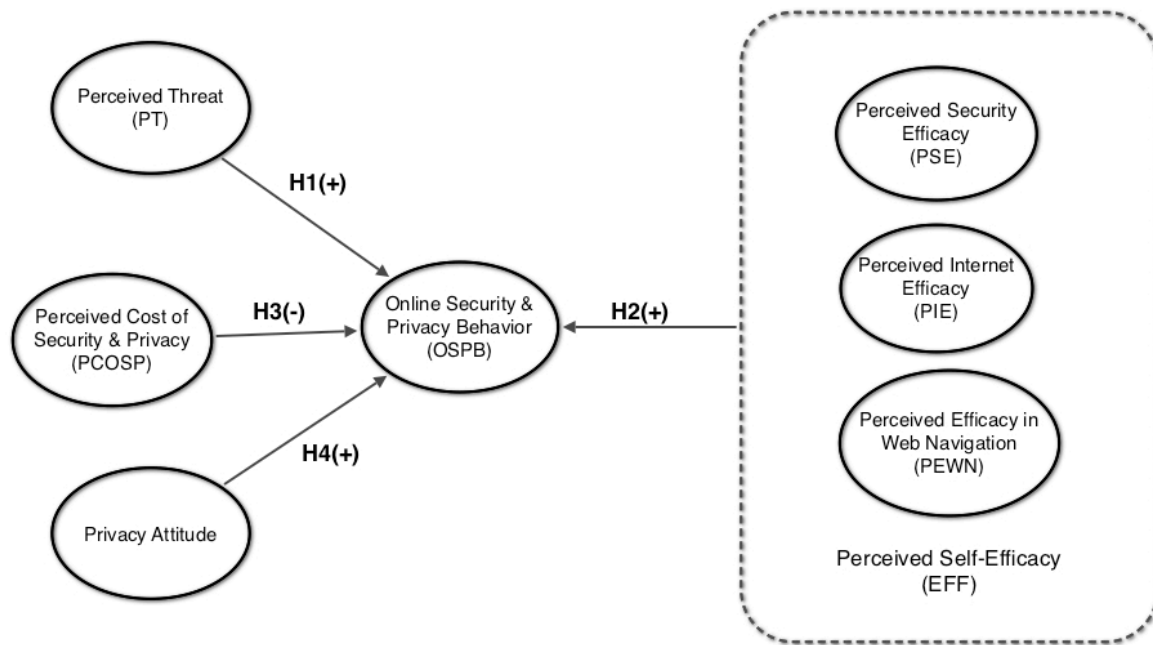 Perceived Threat
(PT)
H1(+)
Perceived Cost of
Security & Privacy
(PCOSP)
H3(-)
Privacy Attitude
H4(+)
Online Security &
Privacy Behavior
(OSPB)
H2(+)
Perceived Security
Efficacy
(PSE)
Perceived Internet
Efficacy
(PIE)
Perceived Efficacy in
Web Navigation
(PEWN)
Perceived Self-Efficacy
(EFF)